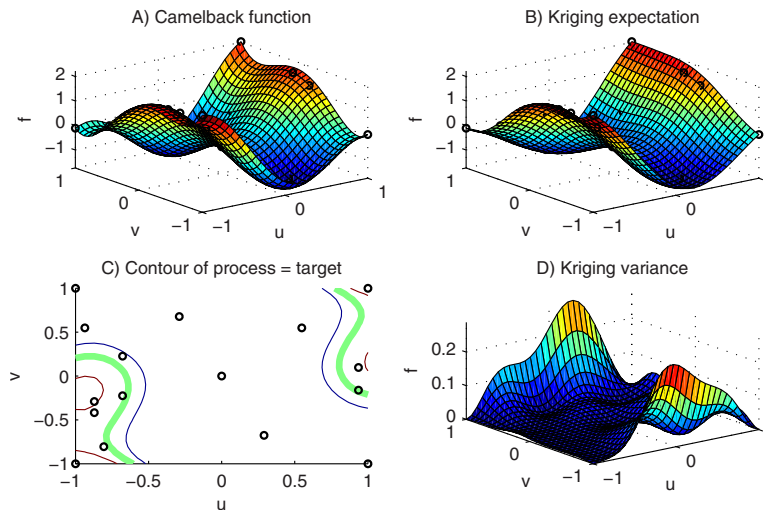 A) Camelback function
B) Kriging expectation
2
1
0
−1
f
1
0
−1
v
−1
0
1
u
2
1
0
−1
f
1
0
−1
v
−1
0
1
u
C) Contour of process = target
D) Kriging variance
1
0.5
0
−0.5
−1
v
−1
−0.5
0
0.5
1
u
0.2
0.1
0
f
1
0
−1
v
−1
0
1
u